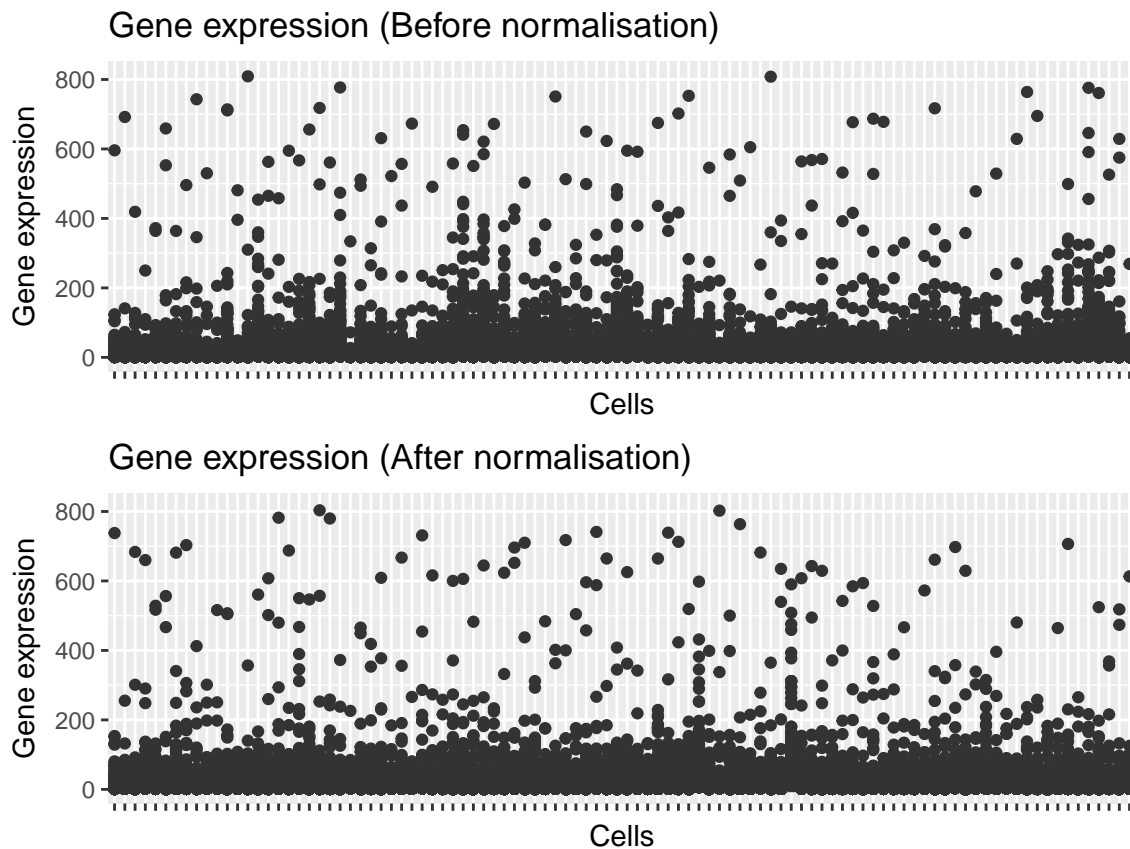 Gene expression (Before normalisation)
Gene expression
800
600
400
200
0
Cells
Gene expression (After normalisation)
Gene expression
800
600
400
200
0
Cells